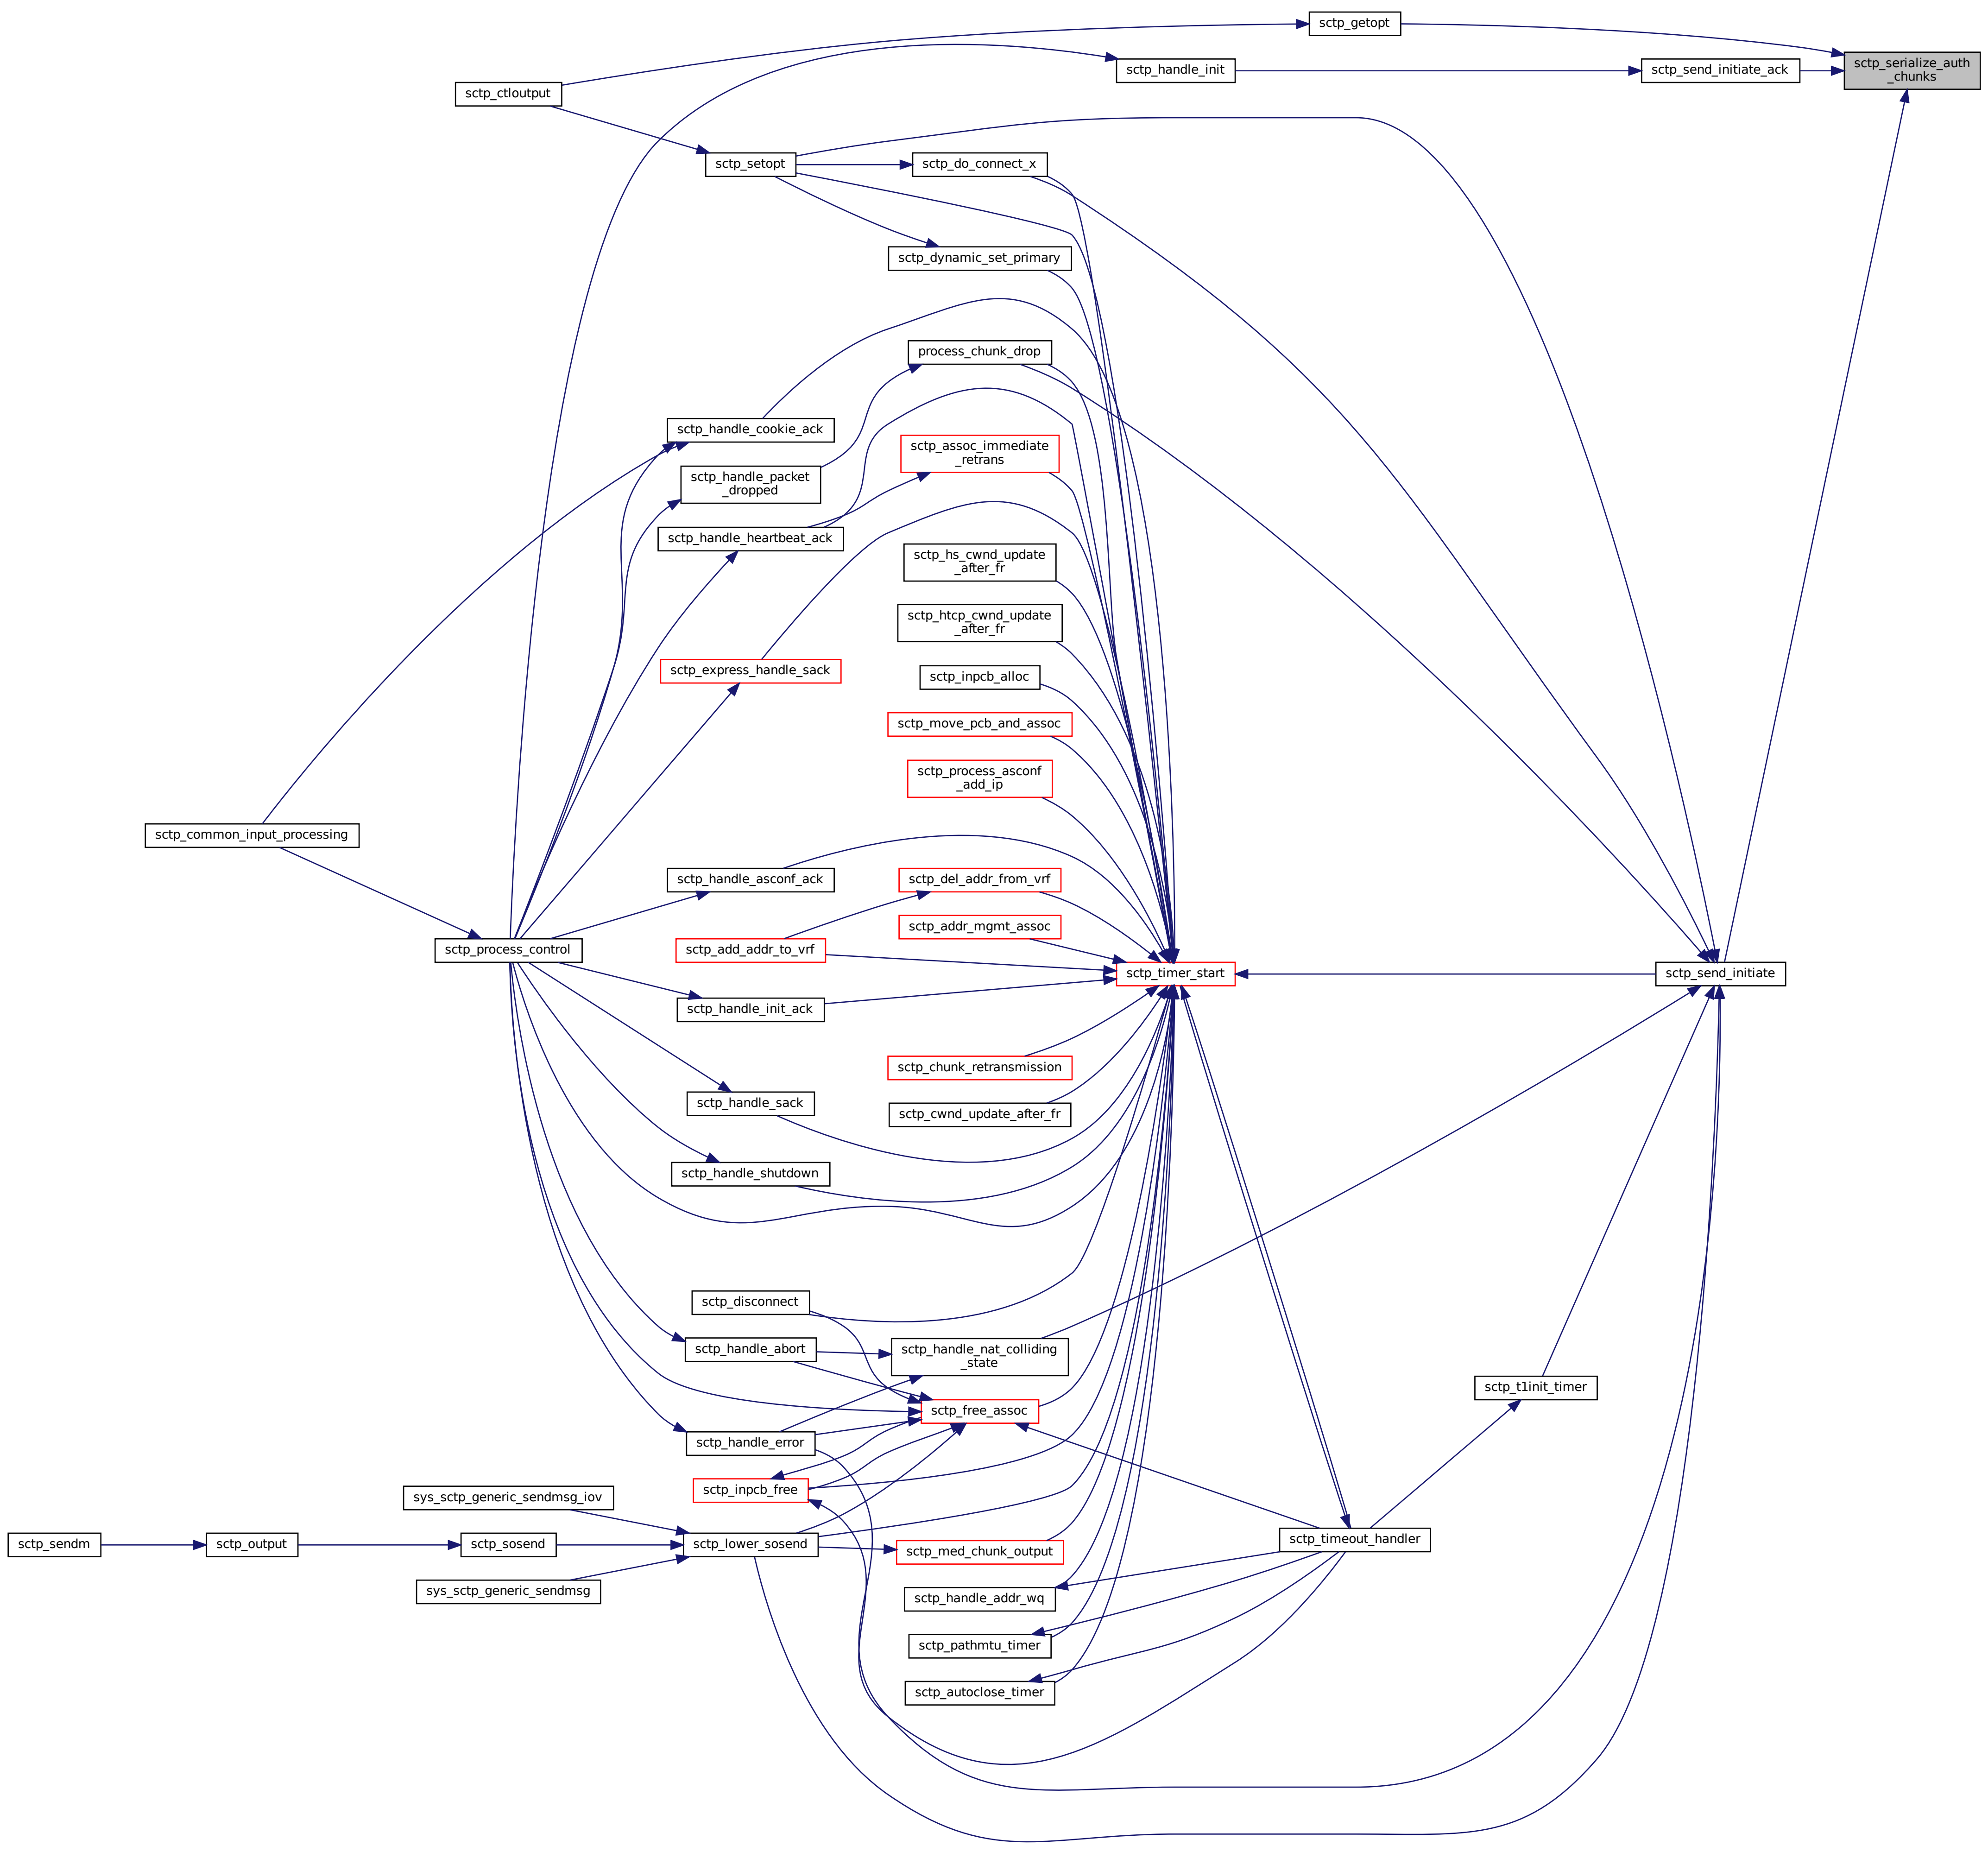 sctp_getopt
sctp_serialize_auth
_chunks
sctp_handle_init
sctp_send_initiate_ack
sctp_ctloutput
sctp_setopt
sctp_do_connect_x
sctp_dynamic_set_primary
process_chunk_drop
sctp_handle_cookie_ack
sctp_assoc_immediate
_retrans
sctp_handle_packet
_dropped
sctp_handle_heartbeat_ack
sctp_hs_cwnd_update
_after_fr
sctp_htcp_cwnd_update
_after_fr
sctp_express_handle_sack
sctp_inpcb_alloc
sctp_move_pcb_and_assoc
sctp_process_asconf
_add_ip
sctp_common_input_processing
sctp_handle_asconf_ack
sctp_del_addr_from_vrf
sctp_addr_mgmt_assoc
sctp_process_control
sctp_add_addr_to_vrf
sctp_timer_start
sctp_send_initiate
sctp_handle_init_ack
sctp_chunk_retransmission
sctp_handle_sack
sctp_cwnd_update_after_fr
sctp_handle_shutdown
sctp_disconnect
sctp_handle_abort
sctp_handle_nat_colliding
_state
sctp_t1init_timer
sctp_free_assoc
sctp_handle_error
sctp_inpcb_free
sys_sctp_generic_sendmsg_iov
sctp_sendm
sctp_output
sctp_sosend
sctp_lower_sosend
sctp_med_chunk_output
sctp_timeout_handler
sys_sctp_generic_sendmsg
sctp_handle_addr_wq
sctp_pathmtu_timer
sctp_autoclose_timer